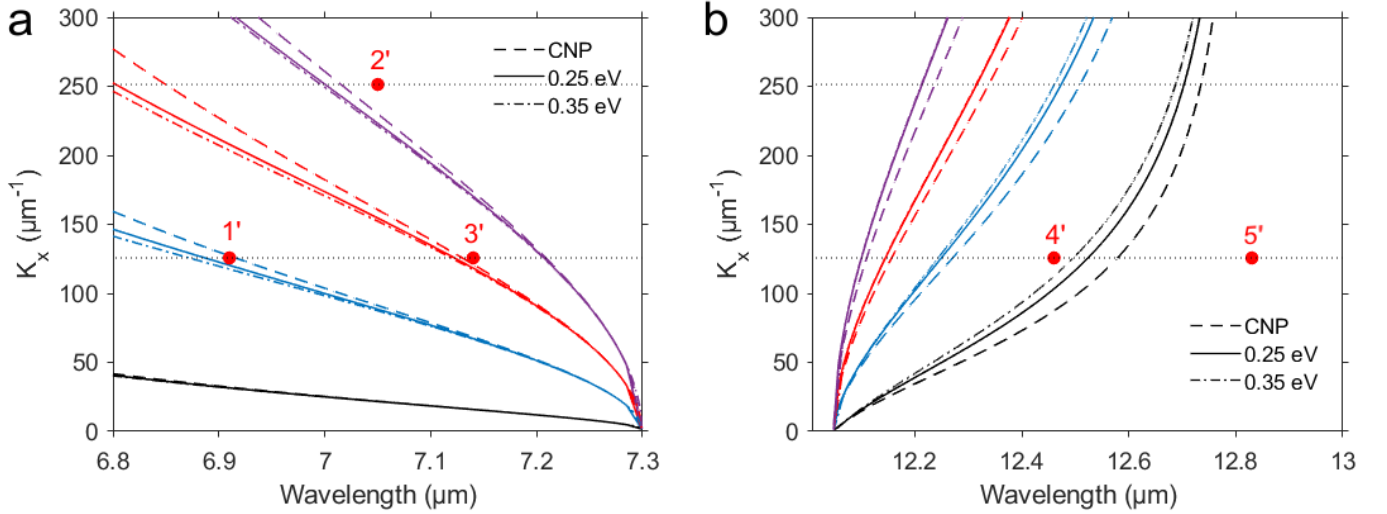 a
300
250
200
150
100
50
0
Kx (µm-1)
CNP
0.25 eV
0.35 eV
2'
1'
3'
6.8 6.9 7 7.1 7.2 7.3
Wavelength (µm)
b
300
250
200
150
100
50
0
Kx (µm-1)
4'
5'
CNP
0.25 eV
0.35 eV
12.2 12.4 12.6 12.8 13
Wavelength (µm)